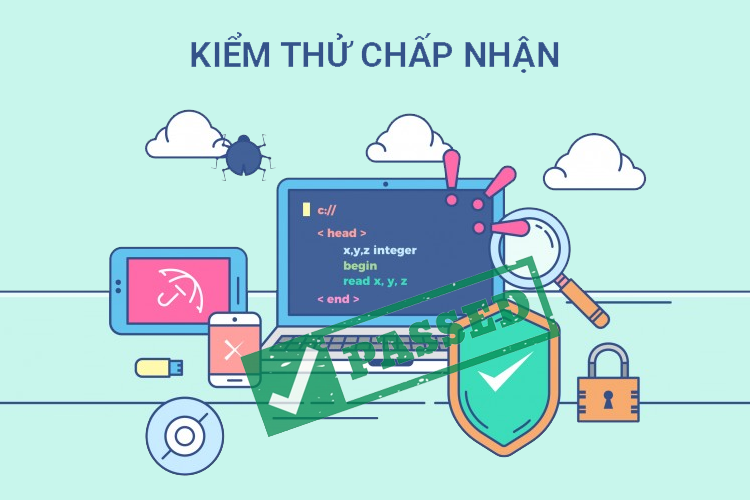 KIỂM THỬ CHẤP NHẬN
c://
< head >
x,y,z integer
begin
read x, y, z
< end >
PASSED